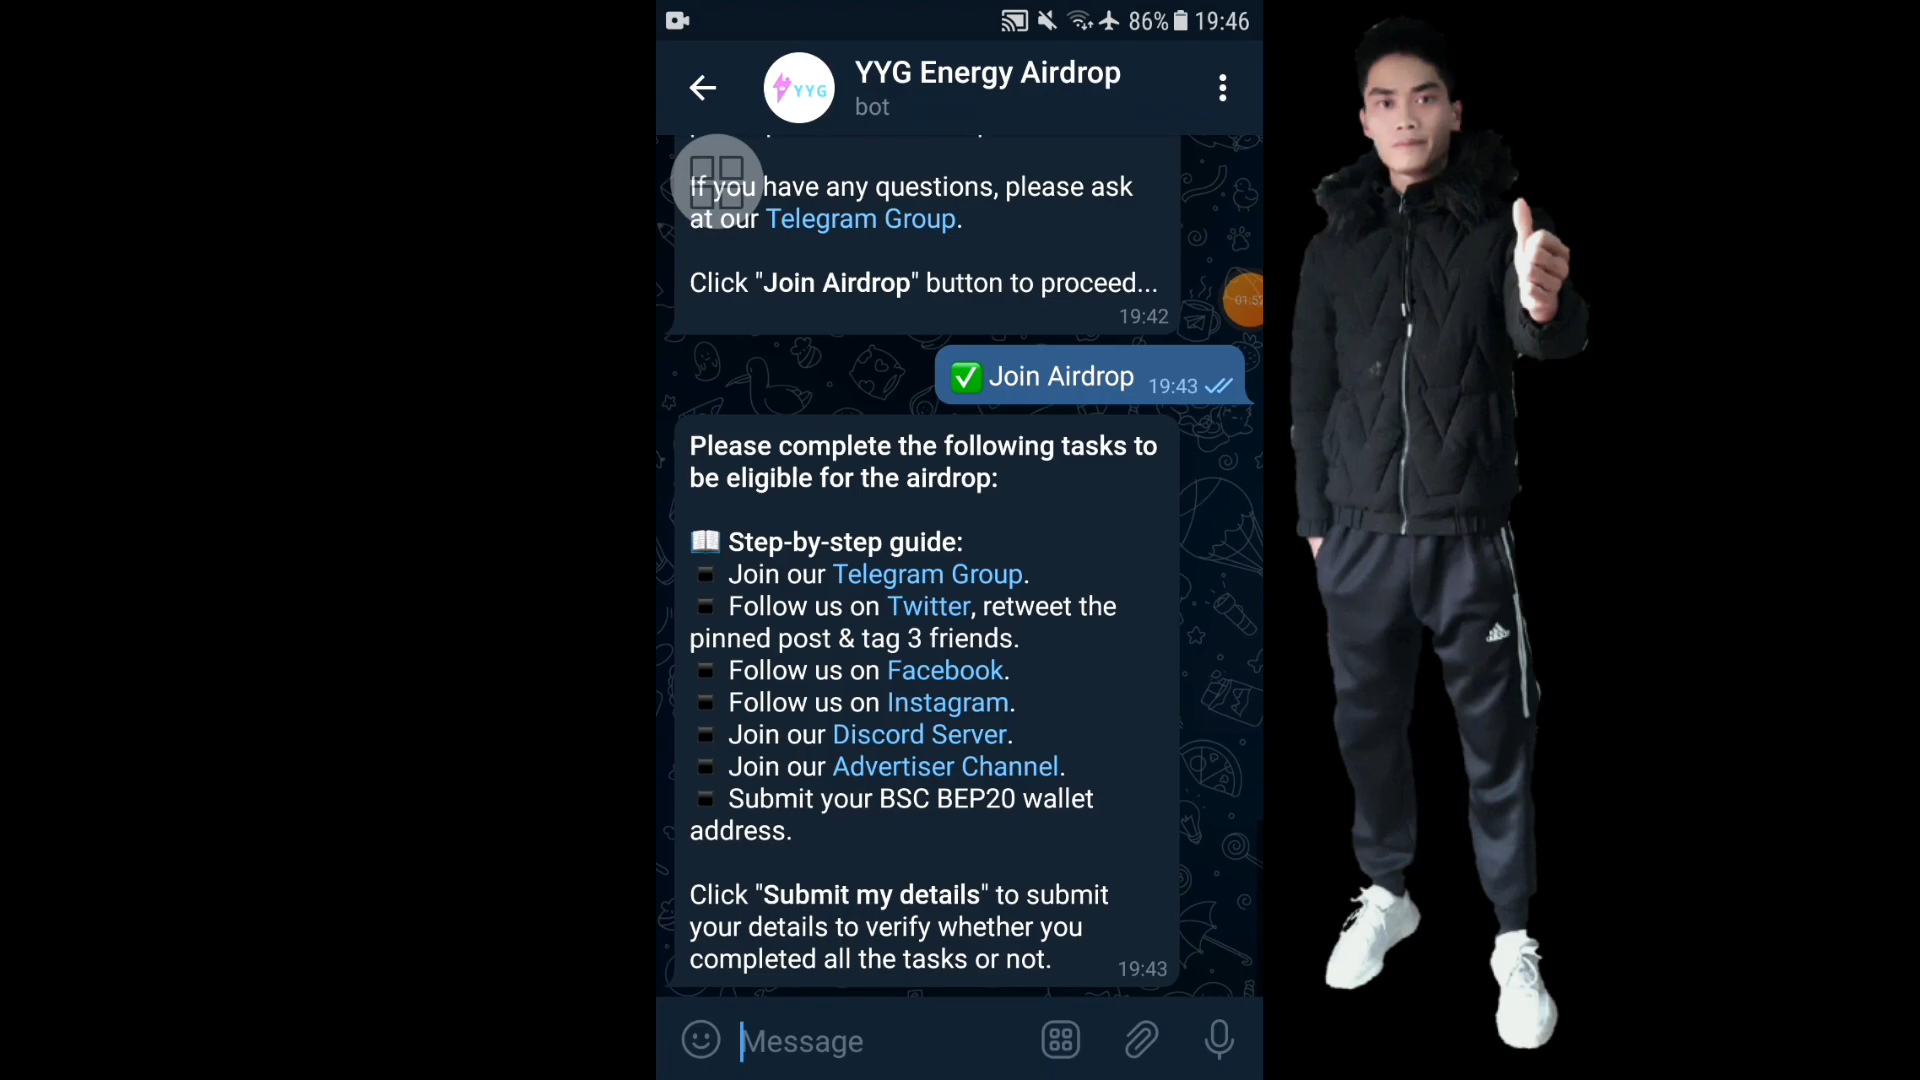 86% 19:46
YYG
YYG Energy Airdrop
bot
If you have any questions, please ask
at our Telegram Group.
Click "Join Airdrop" button to proceed...
19:42
01:57
✅ Join Airdrop 19:43
Please complete the following tasks to
be eligible for the airdrop:
📖 Step-by-step guide:
▪ Join our Telegram Group.
▪ Follow us on Twitter, retweet the
pinned post & tag 3 friends.
▪ Follow us on Facebook.
▪ Follow us on Instagram.
▪ Join our Discord Server.
▪ Join our Advertiser Channel.
▪ Submit your BSC BEP20 wallet
address.
Click "Submit my details" to submit
your details to verify whether you
completed all the tasks or not.
19:43
Message